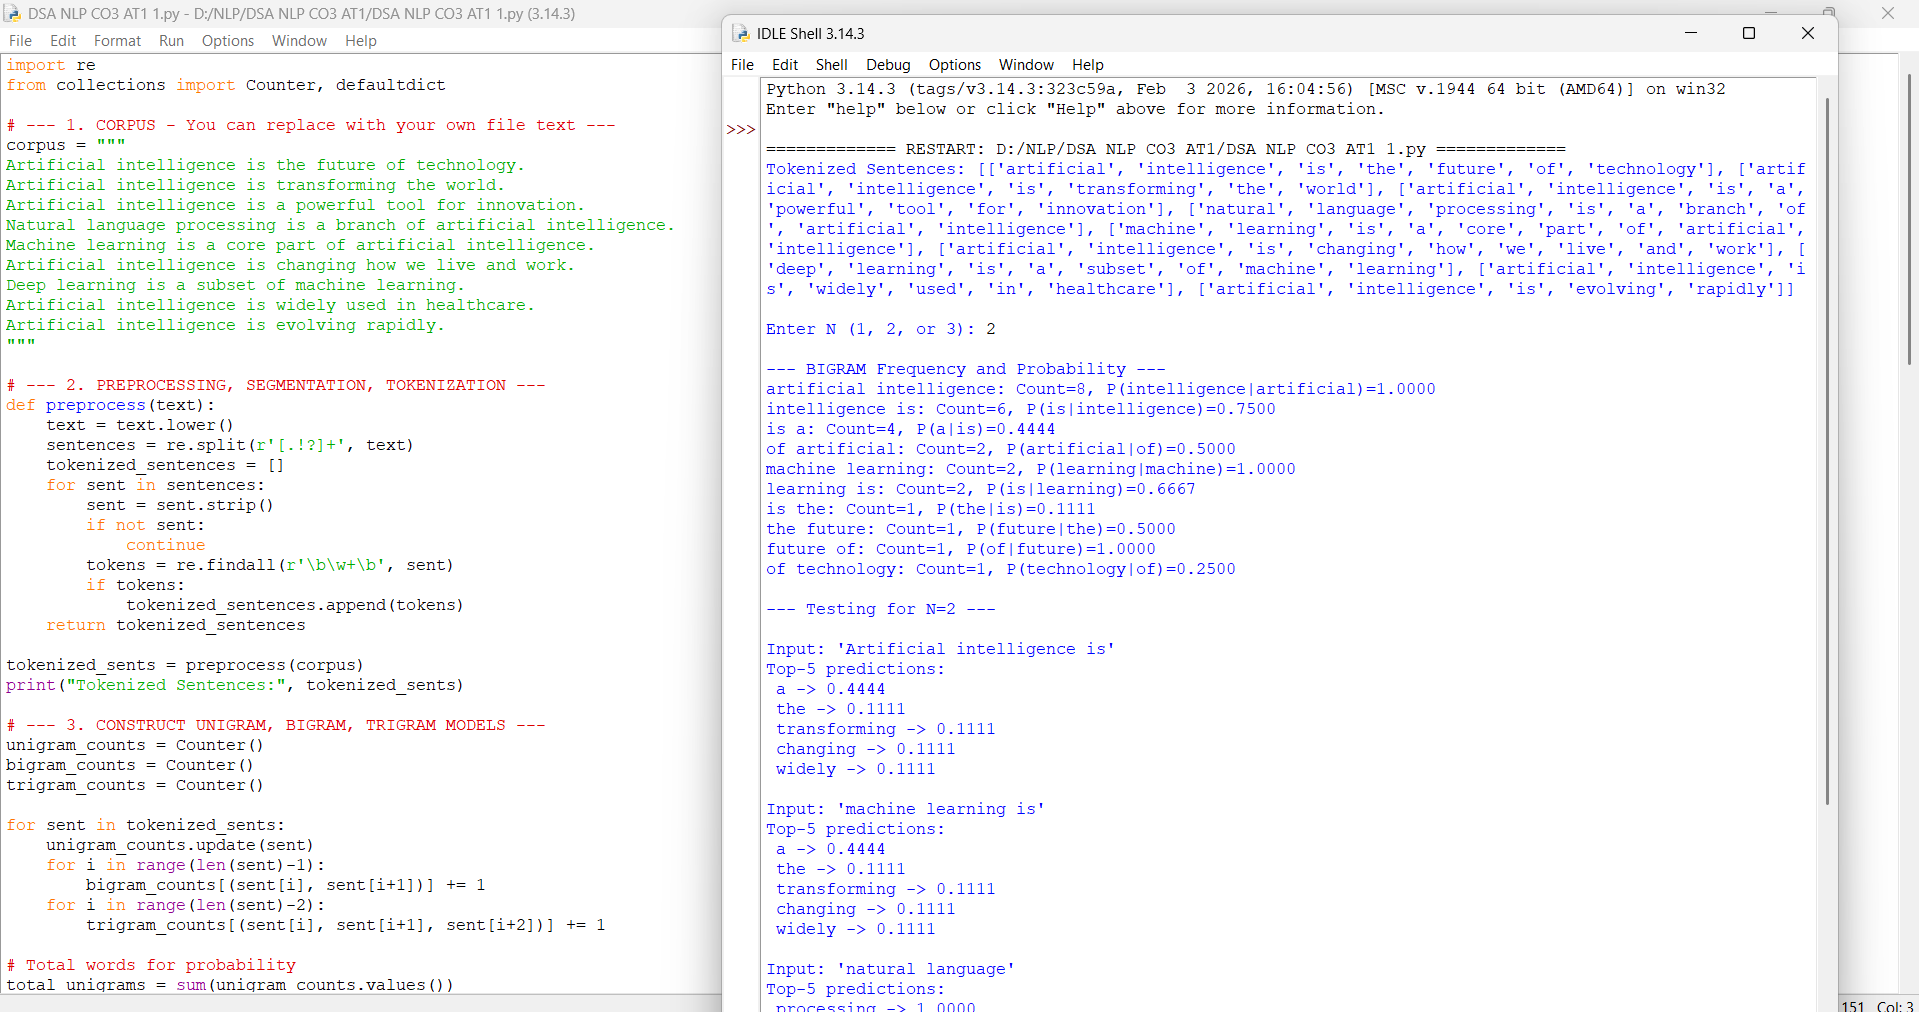 DSA NLP CO3 AT1 1.py - D:/NLP/DSA NLP CO3 AT1/DSA NLP CO3 AT1 1.py (3.14.3)
File Edit Format Run Options Window Help
import re
from collections import Counter, defaultdict

# --- 1. CORPUS - You can replace with your own file text ---
corpus = """
Artificial intelligence is the future of technology.
Artificial intelligence is transforming the world.
Artificial intelligence is a powerful tool for innovation.
Natural language processing is a branch of artificial intelligence.
Machine learning is a core part of artificial intelligence.
Artificial intelligence is changing how we live and work.
Deep learning is a subset of machine learning.
Artificial intelligence is widely used in healthcare.
Artificial intelligence is evolving rapidly.
"""

# --- 2. PREPROCESSING, SEGMENTATION, TOKENIZATION ---
def preprocess(text):
    text = text.lower()
    sentences = re.split(r'[.!?]+', text)
    tokenized_sentences = []
    for sent in sentences:
        sent = sent.strip()
        if not sent:
            continue
        tokens = re.findall(r'\b\w+\b', sent)
        if tokens:
            tokenized_sentences.append(tokens)
    return tokenized_sentences

tokenized_sents = preprocess(corpus)
print("Tokenized Sentences:", tokenized_sents)

# --- 3. CONSTRUCT UNIGRAM, BIGRAM, TRIGRAM MODELS ---
unigram_counts = Counter()
bigram_counts = Counter()
trigram_counts = Counter()

for sent in tokenized_sents:
    unigram_counts.update(sent)
    for i in range(len(sent)-1):
        bigram_counts[(sent[i], sent[i+1])] += 1
    for i in range(len(sent)-2):
        trigram_counts[(sent[i], sent[i+1], sent[i+2])] += 1

# Total words for probability
total_unigrams = sum(unigram_counts.values())
IDLE Shell 3.14.3
File Edit Shell Debug Options Window Help
Python 3.14.3 (tags/v3.14.3:323c59a, Feb  3 2026, 16:04:56) [MSC v.1944 64 bit (AMD64)] on win32
Enter "help" below or click "Help" above for more information.
>>>
============= RESTART: D:/NLP/DSA NLP CO3 AT1/DSA NLP CO3 AT1 1.py =============
Tokenized Sentences: [['artificial', 'intelligence', 'is', 'the', 'future', 'of', 'technology'], ['artif
icial', 'intelligence', 'is', 'transforming', 'the', 'world'], ['artificial', 'intelligence', 'is', 'a',
'powerful', 'tool', 'for', 'innovation'], ['natural', 'language', 'processing', 'is', 'a', 'branch', 'of
', 'artificial', 'intelligence'], ['machine', 'learning', 'is', 'a', 'core', 'part', 'of', 'artificial',
'intelligence'], ['artificial', 'intelligence', 'is', 'changing', 'how', 'we', 'live', 'and', 'work'], [
'deep', 'learning', 'is', 'a', 'subset', 'of', 'machine', 'learning'], ['artificial', 'intelligence', 'i
s', 'widely', 'used', 'in', 'healthcare'], ['artificial', 'intelligence', 'is', 'evolving', 'rapidly']]

Enter N (1, 2, or 3): 2

--- BIGRAM Frequency and Probability ---
artificial intelligence: Count=8, P(intelligence|artificial)=1.0000
intelligence is: Count=6, P(is|intelligence)=0.7500
is a: Count=4, P(a|is)=0.4444
of artificial: Count=2, P(artificial|of)=0.5000
machine learning: Count=2, P(learning|machine)=1.0000
learning is: Count=2, P(is|learning)=0.6667
is the: Count=1, P(the|is)=0.1111
the future: Count=1, P(future|the)=0.5000
future of: Count=1, P(of|future)=1.0000
of technology: Count=1, P(technology|of)=0.2500

--- Testing for N=2 ---

Input: 'Artificial intelligence is'
Top-5 predictions:
 a -> 0.4444
 the -> 0.1111
 transforming -> 0.1111
 changing -> 0.1111
 widely -> 0.1111

Input: 'machine learning is'
Top-5 predictions:
 a -> 0.4444
 the -> 0.1111
 transforming -> 0.1111
 changing -> 0.1111
 widely -> 0.1111

Input: 'natural language'
Top-5 predictions:
 processing -> 1.0000
151 Col: 3